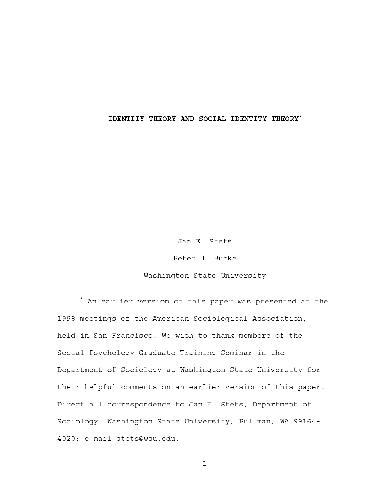 IDENTITY THEORY AND SOCIAL IDENTITY THEORY*
Jan E. Stets
Peter J. Burke
Washington State University
* An earlier version of this paper was presented at the
1998 meetings of the American Sociological Association,
held in San Francisco. We wish to thank members of the
Social Psychology Graduate Training Seminar in the
Department of Sociology at Washington State University for
their helpful comments on an earlier version of this paper.
Direct all correspondence to Jan E. Stets, Department of
Sociology, Washington State University, Pullman, WA 99164-
4020; e-mail stets@wsu.edu.
1